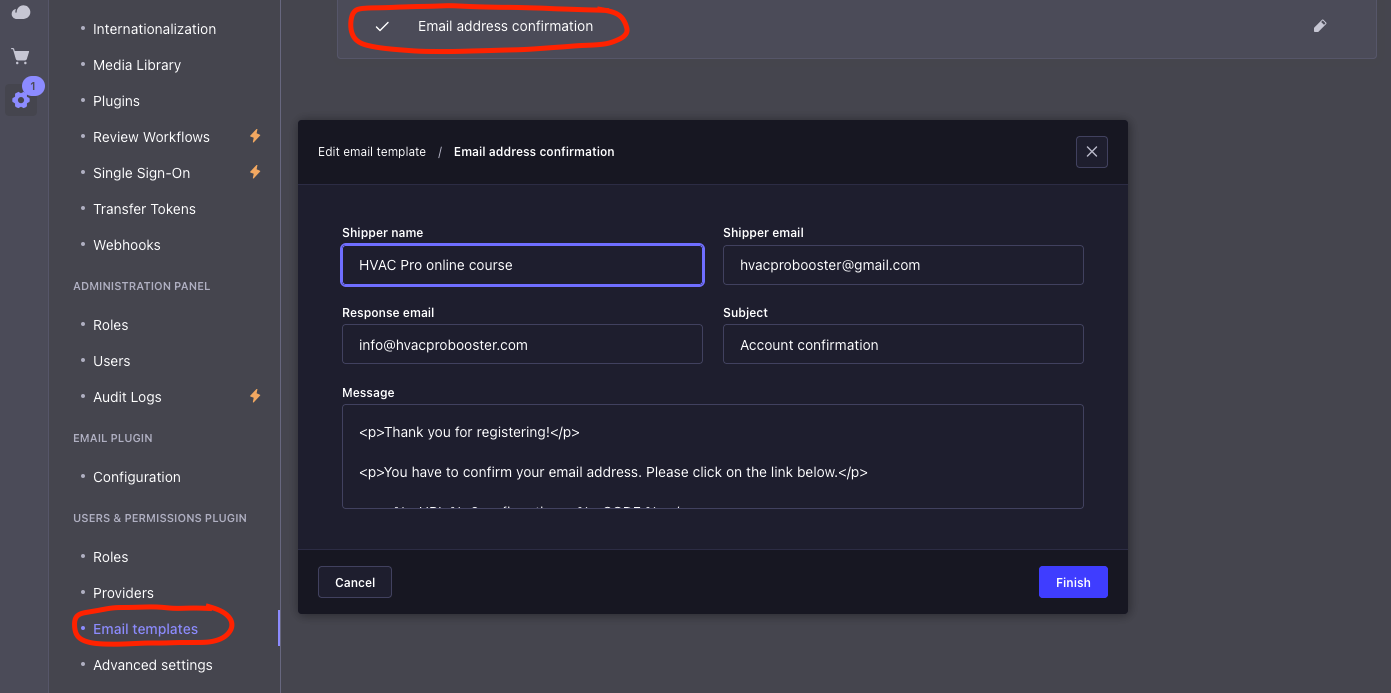 Internationalization
Media Library
1
Plugins
Review Workflows
Single Sign-On
Transfer Tokens
Webhooks
ADMINISTRATION PANEL
Roles
Users
Audit Logs
EMAIL PLUGIN
Configuration
USERS & PERMISSIONS PLUGIN
Roles
Providers
Email templates
Advanced settings
Email address confirmation
Edit email template / Email address confirmation
Shipper name
HVAC Pro online course
Shipper email
hvacprobooster@gmail.com
Response email
info@hvacprobooster.com
Subject
Account confirmation
Message
<p>Thank you for registering!</p>
<p>You have to confirm your email address. Please click on the link below.</p>
Cancel
Finish